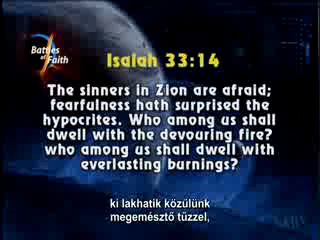 Battles
of Faith
Isaiah 33:14
The sinners in Zion are afraid;
fearfulness hath surprised the
hypocrites. Who among us shall
dwell with the devouring fire?
who among us shall dwell with
everlasting burnings?
ki lakhatik közülünk
megemésztő tűzzel,